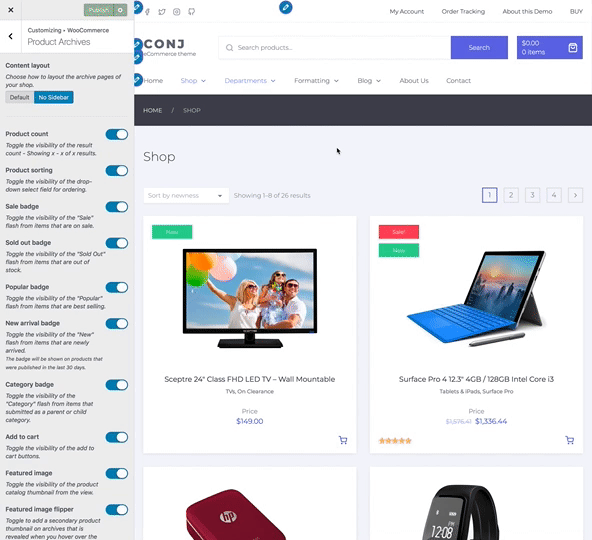 Publish
Customizing ▸ WooCommerce
Product Archives
Content layout
Choose how to layout the archive pages of
your shop.
Default
No Sidebar
Product count
Toggle the visibility of the result
count - Showing x - x of x results.
Product sorting
Toggle the visibility of the drop-
down select field for ordering.
Sale badge
Toggle the visibility of the "Sale"
flash from items that are on sale.
Sold out badge
Toggle the visibility of the "Sold Out"
flash from items that are out of
stock.
Popular badge
Toggle the visibility of the "Popular"
flash from items that are best selling.
New arrival badge
Toggle the visibility of the "New"
flash from items that are newly
arrived.
The badge will be shown on products that
were published in the last 30 days.
Category badge
Toggle the visibility of the
"Category" flash from items that
submitted as a parent or child
category.
Add to cart
Toggle the visibility of the add to
cart buttons.
Featured image
Toggle the visibility of the product
catalog thumbnail from the view.
Featured image flipper
Toggle to add a secondary product
thumbnail on archives that is
revealed when you hover over the
My Account
Order Tracking
About this Demo
BUY
CONJ
eCommerce theme
Search products...
Search
$0.00
0 items
Home
Shop
Departments
Formatting
Blog
About Us
Contact
HOME / SHOP
Shop
Sort by newness
Showing 1–8 of 26 results
1
2
3
4
New
Sceptre 24" Class FHD LED TV – Wall Mountable
TVs, On Clearance
Price
$149.00
Sale!
New
Surface Pro 4 12.3" 4GB / 128GB Intel Core i3
Tablets & iPads, Surface Pro
Price
$1,576.41 $1,336.44
hp
12:08